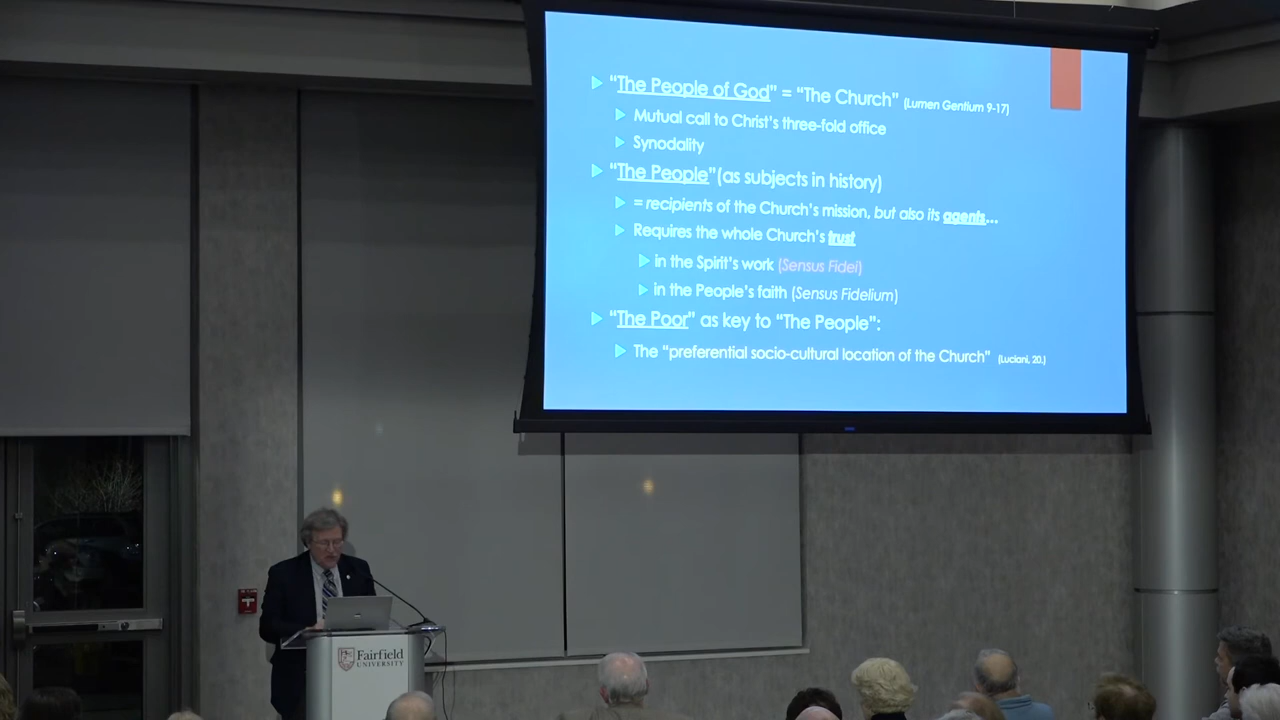 "The People of God" = "The Church" (Lumen Gentium 9-17)
Mutual call to Christ's three-fold office
Synodality
"The People"(as subjects in history)
= recipients of the Church's mission, but also its agents...
Requires the whole Church's trust
in the Spirit's work (Sensus Fidei)
in the People's faith (Sensus Fidelium)
"The Poor" as key to "The People":
The "preferential socio-cultural location of the Church" (Luciani, 20.)
Fairfield
UNIVERSITY